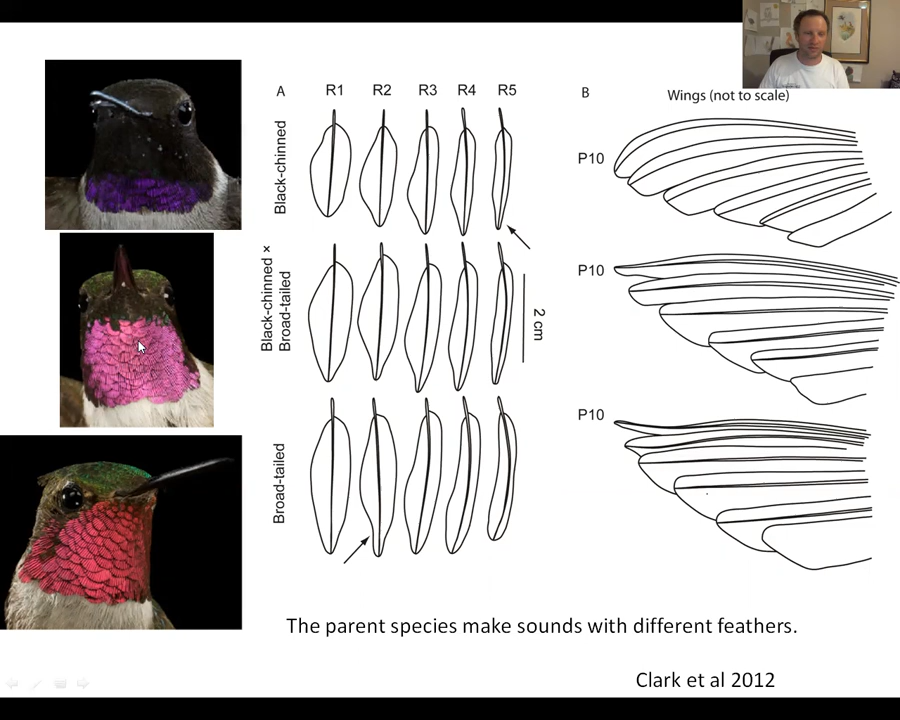 A
R1
R2
R3
R4
R5
Black-chinned
Black-chinned ×
Broad-tailed
Broad-tailed
2 cm
B
Wings (not to scale)
P10
P10
P10
The parent species make sounds with different feathers.
Clark et al 2012